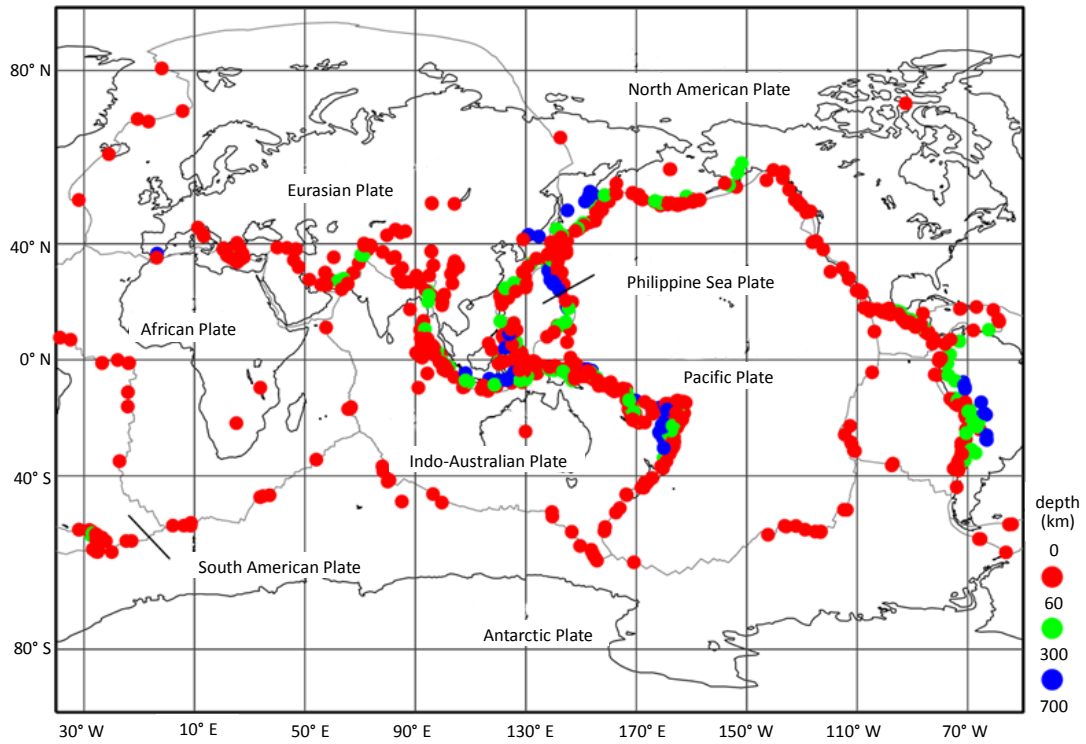 80° N
North American Plate
Eurasian Plate
40° N
Philippine Sea Plate
African Plate
0° N
Pacific Plate
Indo-Australian Plate
40° S
South American Plate
Antarctic Plate
80° S
30° W
10° E
50° E
90° E
130° E
170° E
150° W
110° W
70° W
depth
(km)
0
60
300
700